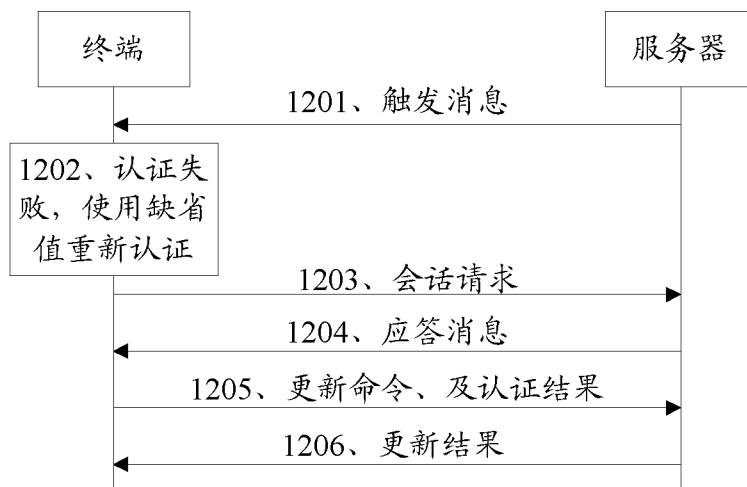 终端
服务器
1201、触发消息
1202、认证失
败，使用缺省
值重新认证
1203、会话请求
1204、应答消息
1205、更新命令、及认证结果
1206、更新结果